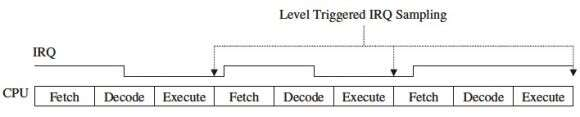 Level Triggered IRQ Sampling
IRQ
CPU Fetch Decode Execute Fetch Decode Execute Fetch Decode Execute